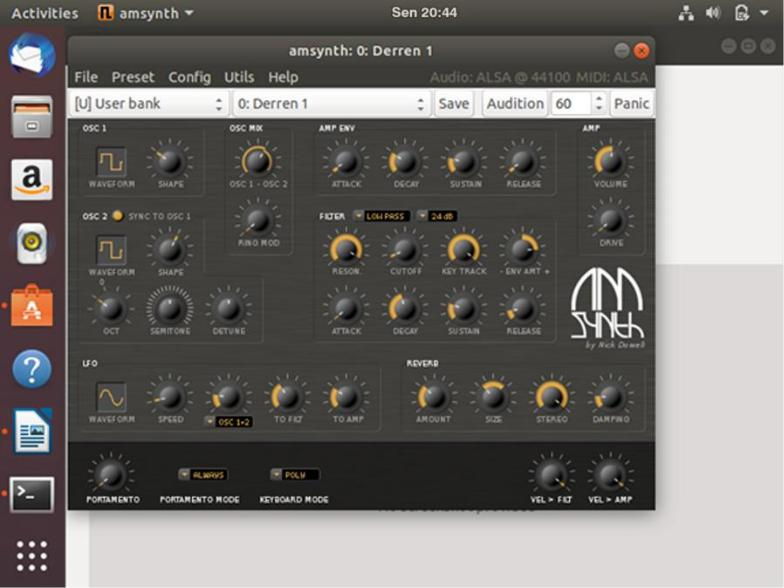 Activities amsynth Sen 20:44
amsynth: 0: Derren 1
File Preset Config Utils Help Audio: ALSA @ 44100 MIDI: ALSA
[U] User bank 0: Derren 1 Save Audition 60 Panic
OSC 1 OSC MIX AMP ENV AMP
WAVEFORM SHAPE OSC 1 - OSC 2 ATTACK DECAY SUSTAIN RELEASE VOLUME
OSC 2 SYNC TO OSC 1 FILTER LOW PASS 24 dB
RING MOD DRIVE
WAVEFORM SHAPE RESON. CUTOFF KEY TRACK - ENV AMT +
0
OCT SEMITONE DETUNE ATTACK DECAY SUSTAIN RELEASE
AM SYNTH
by Nick Dowell
LFO REVERB
WAVEFORM SPEED OSC 1+2 TO FILT TO AMP AMOUNT SIZE STEREO DAMPING
ALWAYS POLY
PORTAMENTO PORTAMENTO MODE KEYBOARD MODE VEL > FILT VEL > AMP